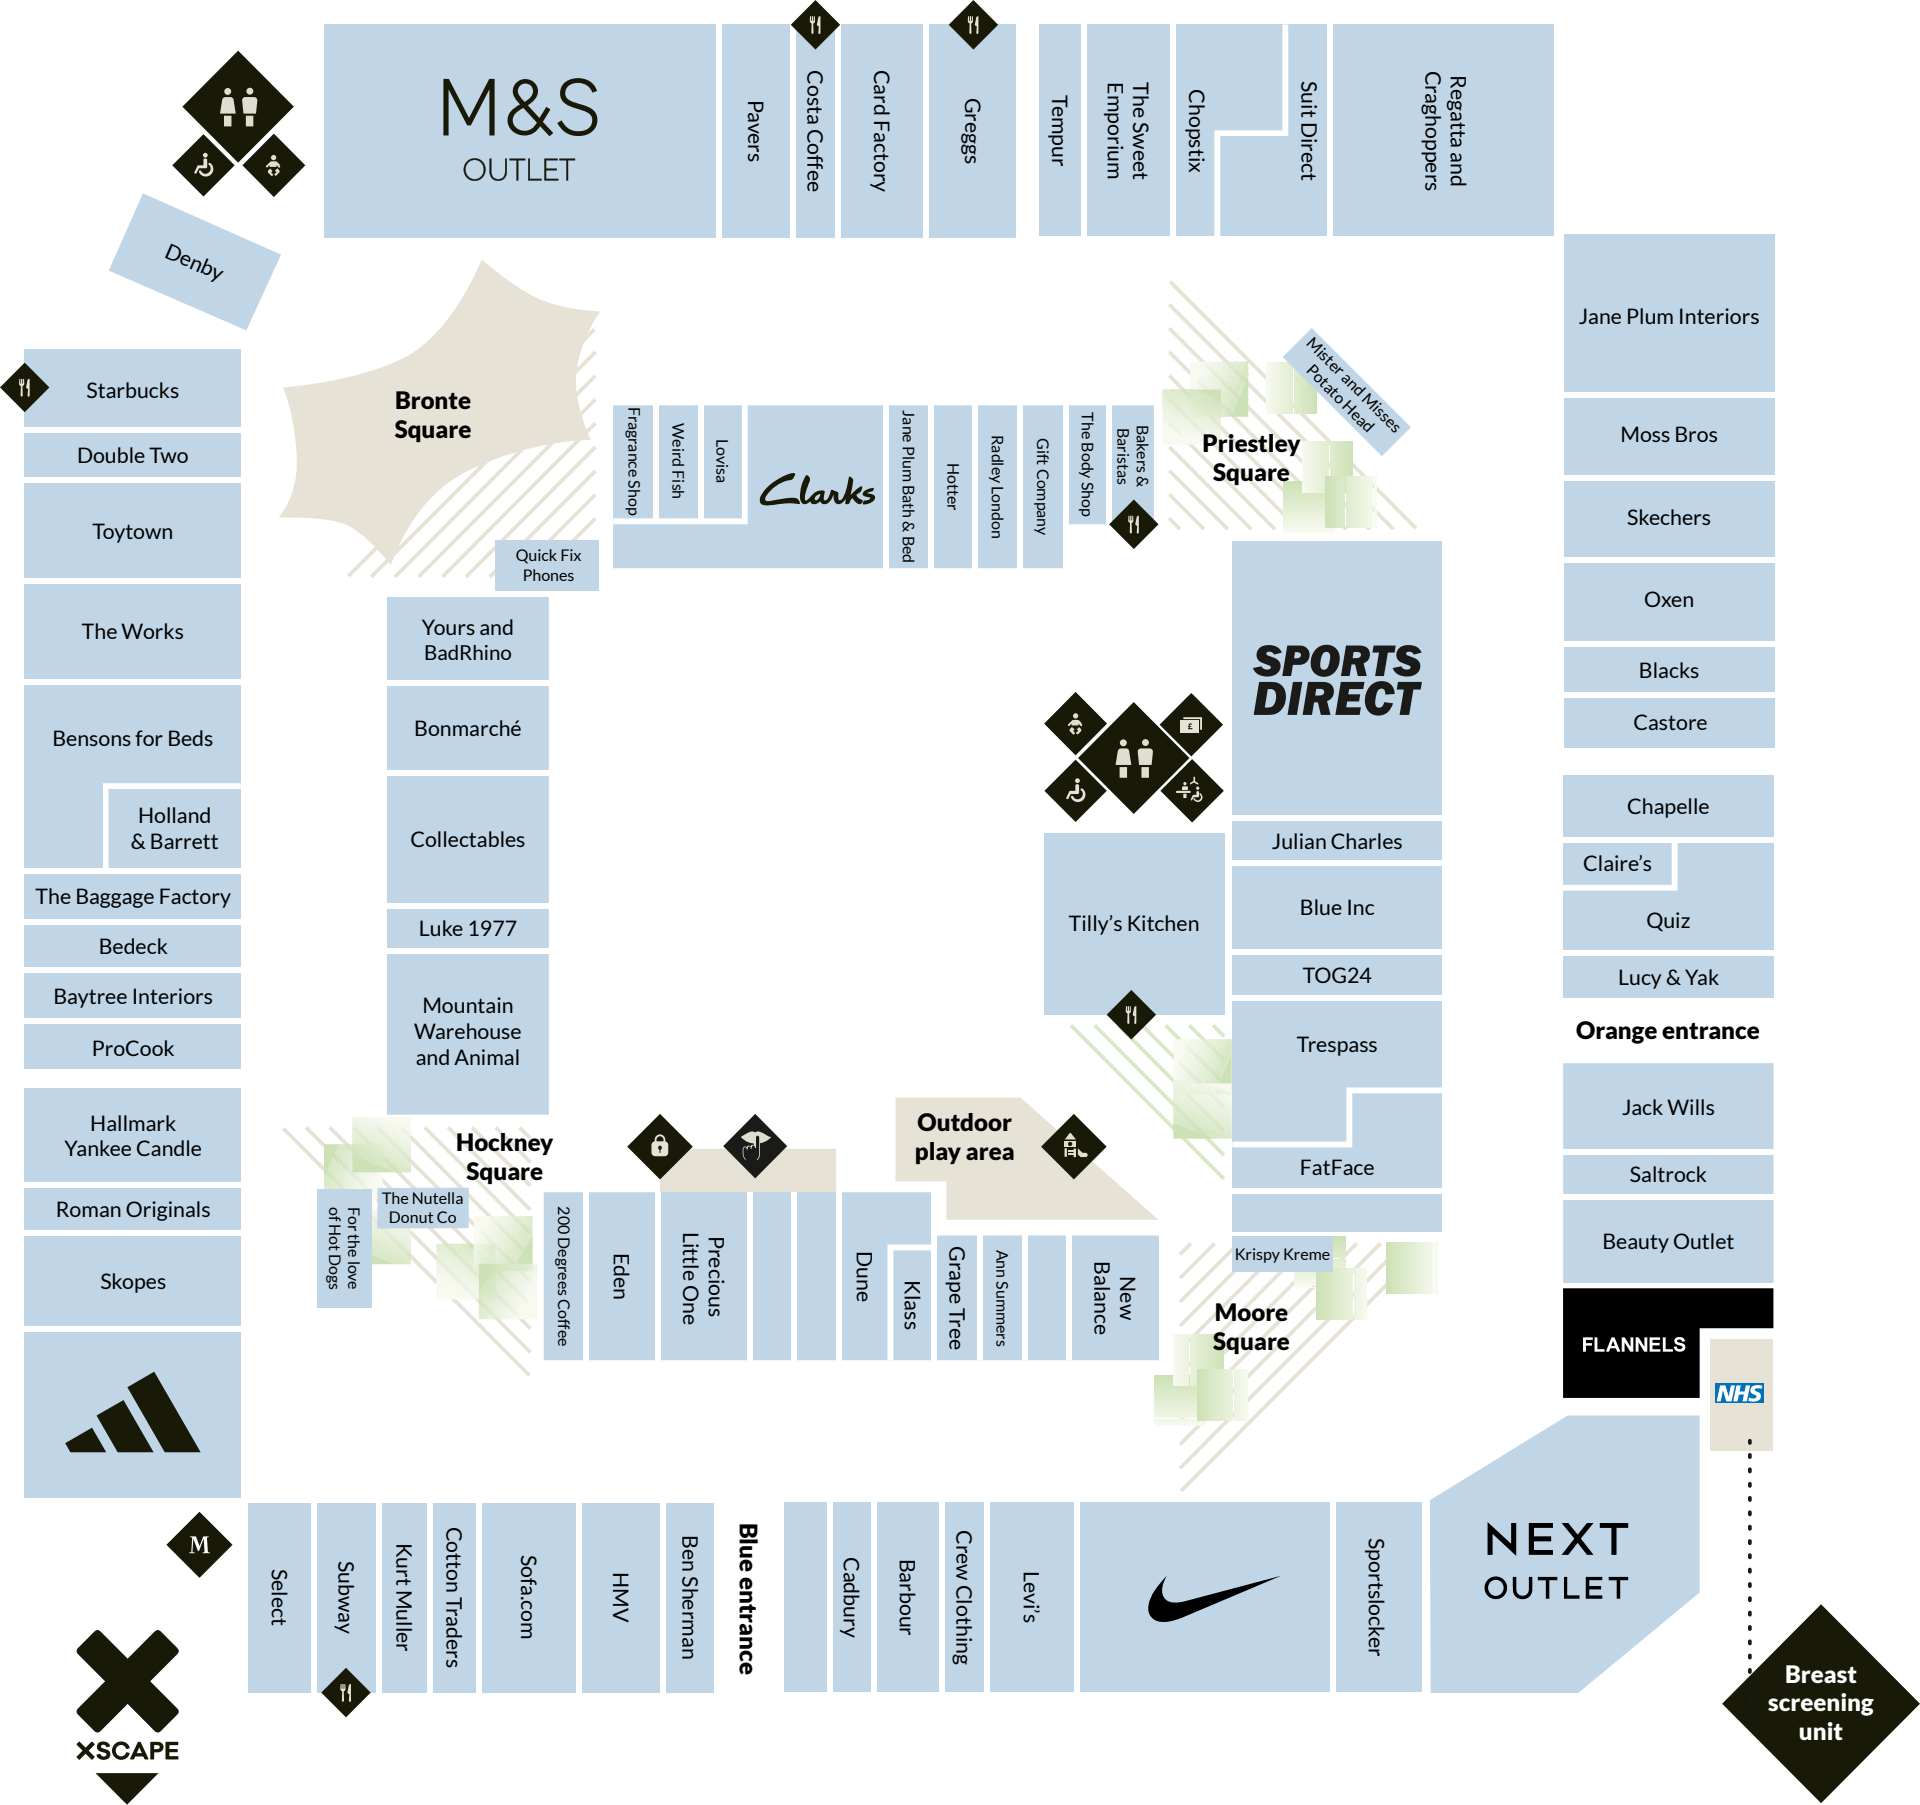 M&S
OUTLET
Pavers
Costa Coffee
Card Factory
Greggs
Tempur
The Sweet
Emporium
Chopstix
Suit Direct
Regatta and
Craghoppers
Denby
Starbucks
Double Two
Toytown
The Works
Bensons for Beds
Holland
& Barrett
The Baggage Factory
Bedeck
Baytree Interiors
ProCook
Hallmark
Yankee Candle
Roman Originals
Skopes
Bronte
Square
Quick Fix
Phones
Fragrance Shop
Weird Fish
Lovisa
Clarks
Jane Plum Bath & Bed
Hotter
Radley London
Gift Company
The Body Shop
Bakers &
Baristas
Priestley
Square
Mister and Misses
Potato Head
Jane Plum Interiors
Moss Bros
Skechers
Oxen
Blacks
Castore
Chapelle
Claire’s
Quiz
Lucy & Yak
Orange entrance
Jack Wills
Saltrock
Beauty Outlet
FLANNELS
NHS
Yours and
BadRhino
Bonmarché
Collectables
Luke 1977
Mountain
Warehouse
and Animal
SPORTS
DIRECT
£
Julian Charles
Blue Inc
TOG24
Trespass
FatFace
Krispy Kreme
Tilly’s Kitchen
Hockney
Square
The Nutella
Donut Co
For the love
of Hot Dogs
200 Degrees Coffee
Eden
Precious
Little One
Dune
Klass
Grape Tree
Ann Summers
New
Balance
Outdoor
play area
Moore
Square
M
XSCAPE
Select
Subway
Kurt Muller
Cotton Traders
Sofa.com
HMV
Ben Sherman
Blue entrance
Cadbury
Barbour
Crew Clothing
Levi’s
Sportslocker
NEXT
OUTLET
Breast
screening
unit